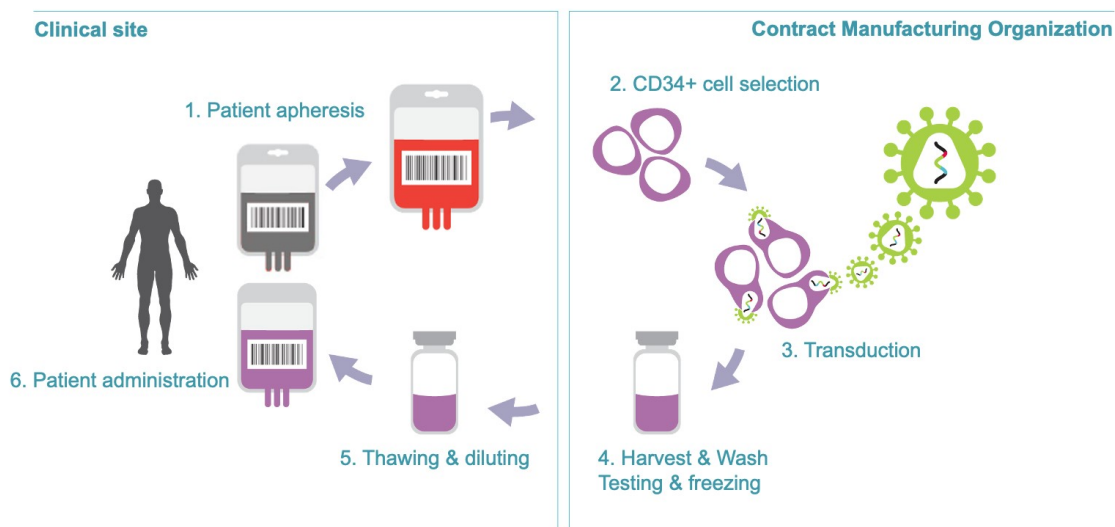 Clinical site
Contract Manufacturing Organization
1. Patient apheresis
2. CD34+ cell selection
3. Transduction
4. Harvest & Wash
Testing & freezing
5. Thawing & diluting
6. Patient administration